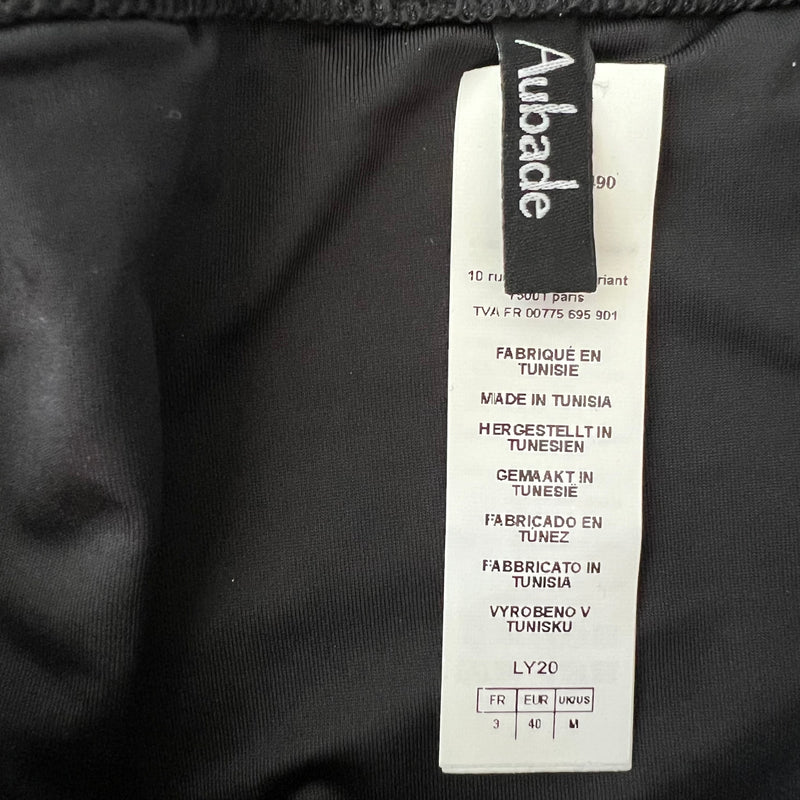 Aubade
490
10 riant
75001 paris
TVA FR 00775 695 901
FABRIQUÉ EN
TUNISIE
MADE IN TUNISIA
HERGESTELLT IN
TUNESIEN
GEMAAKT IN
TUNESIË
FABRICADO EN
TÚNEZ
FABBRICATO IN
TUNISIA
VYROBENO V
TUNISKU
LY20
FR EUR UK/US
3 40 M